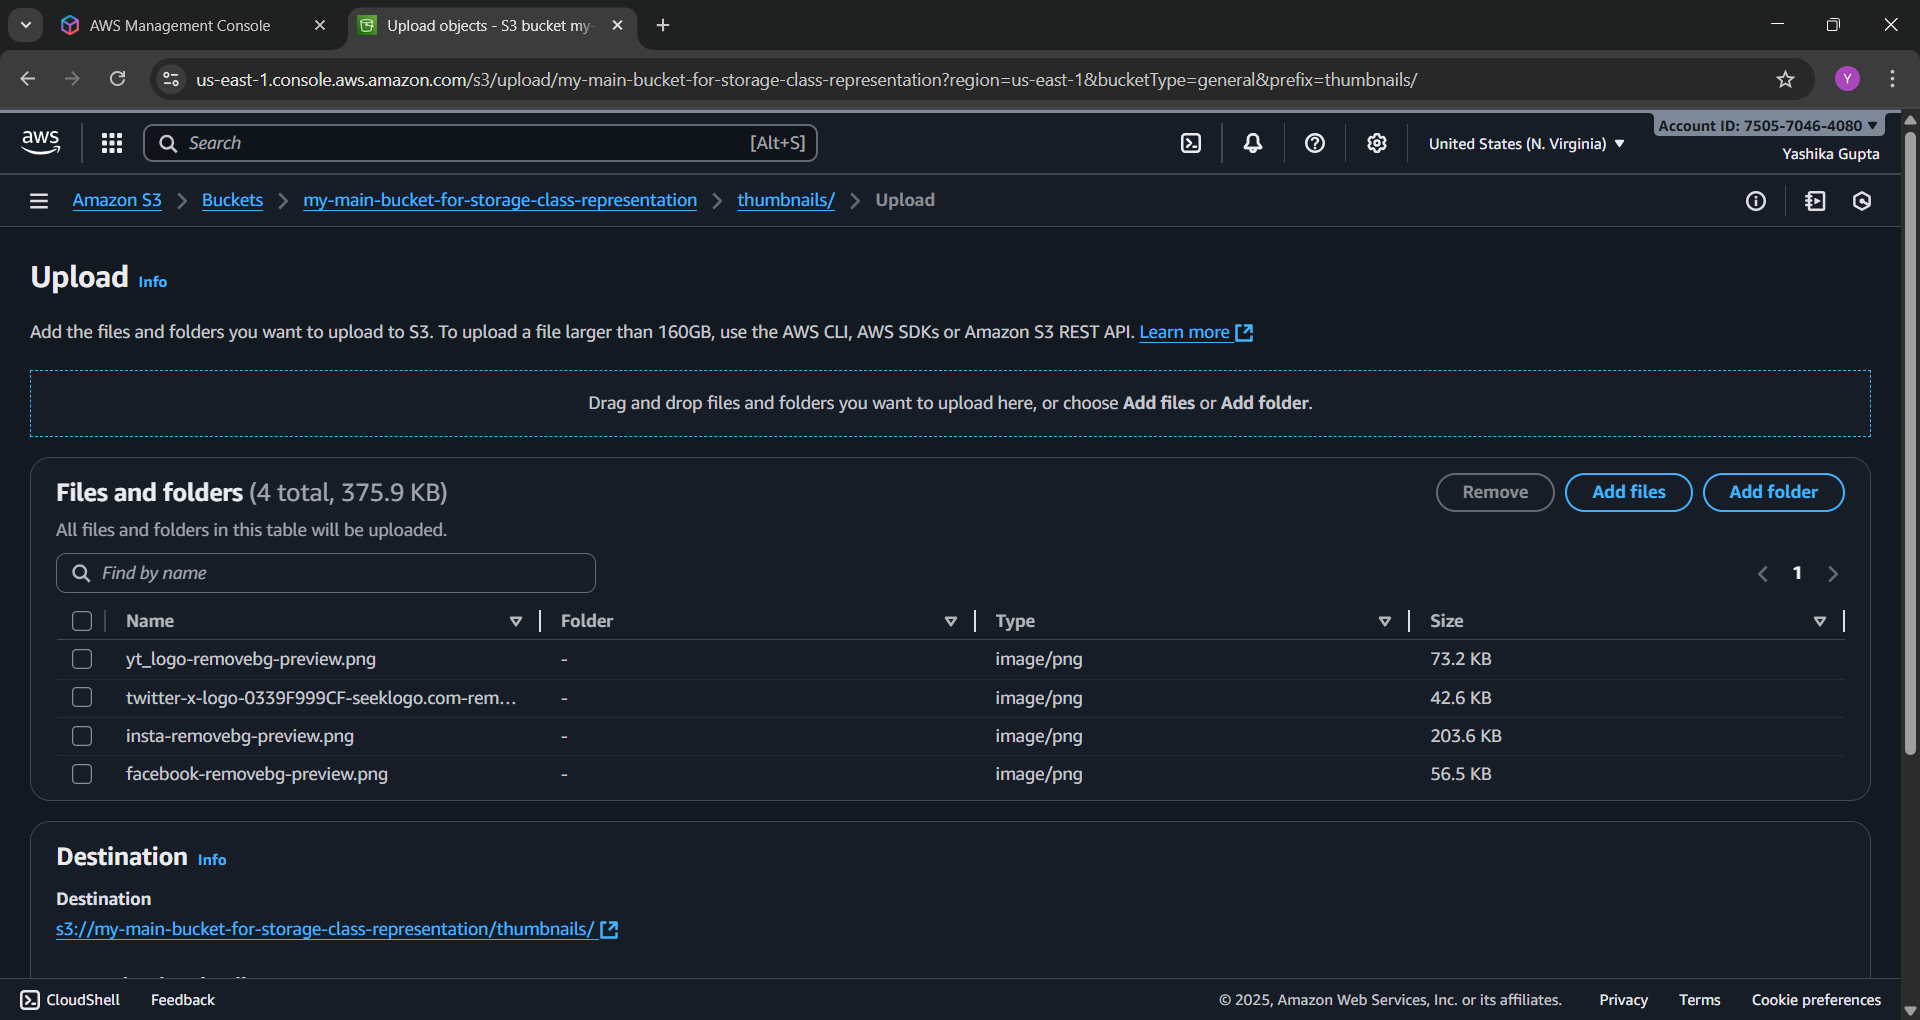 AWS Management Console
Upload objects - S3 bucket my-
us-east-1.console.aws.amazon.com/s3/upload/my-main-bucket-for-storage-class-representation?region=us-east-1&bucketType=general&prefix=thumbnails/
Y
aws
Search
[Alt+S]
United States (N. Virginia)
Account ID: 7505-7046-4080
Yashika Gupta
Amazon S3
Buckets
my-main-bucket-for-storage-class-representation
thumbnails/
Upload
Upload Info
Add the files and folders you want to upload to S3. To upload a file larger than 160GB, use the AWS CLI, AWS SDKs or Amazon S3 REST API. Learn more
Drag and drop files and folders you want to upload here, or choose Add files or Add folder.
Files and folders (4 total, 375.9 KB)
Remove
Add files
Add folder
All files and folders in this table will be uploaded.
Find by name
1
Name Folder Type Size
yt_logo-removebg-preview.png - image/png 73.2 KB
twitter-x-logo-0339F999CF-seeklogo.com-rem... - image/png 42.6 KB
insta-removebg-preview.png - image/png 203.6 KB
facebook-removebg-preview.png - image/png 56.5 KB
Destination Info
Destination
s3://my-main-bucket-for-storage-class-representation/thumbnails/
CloudShell
Feedback
© 2025, Amazon Web Services, Inc. or its affiliates.
Privacy
Terms
Cookie preferences